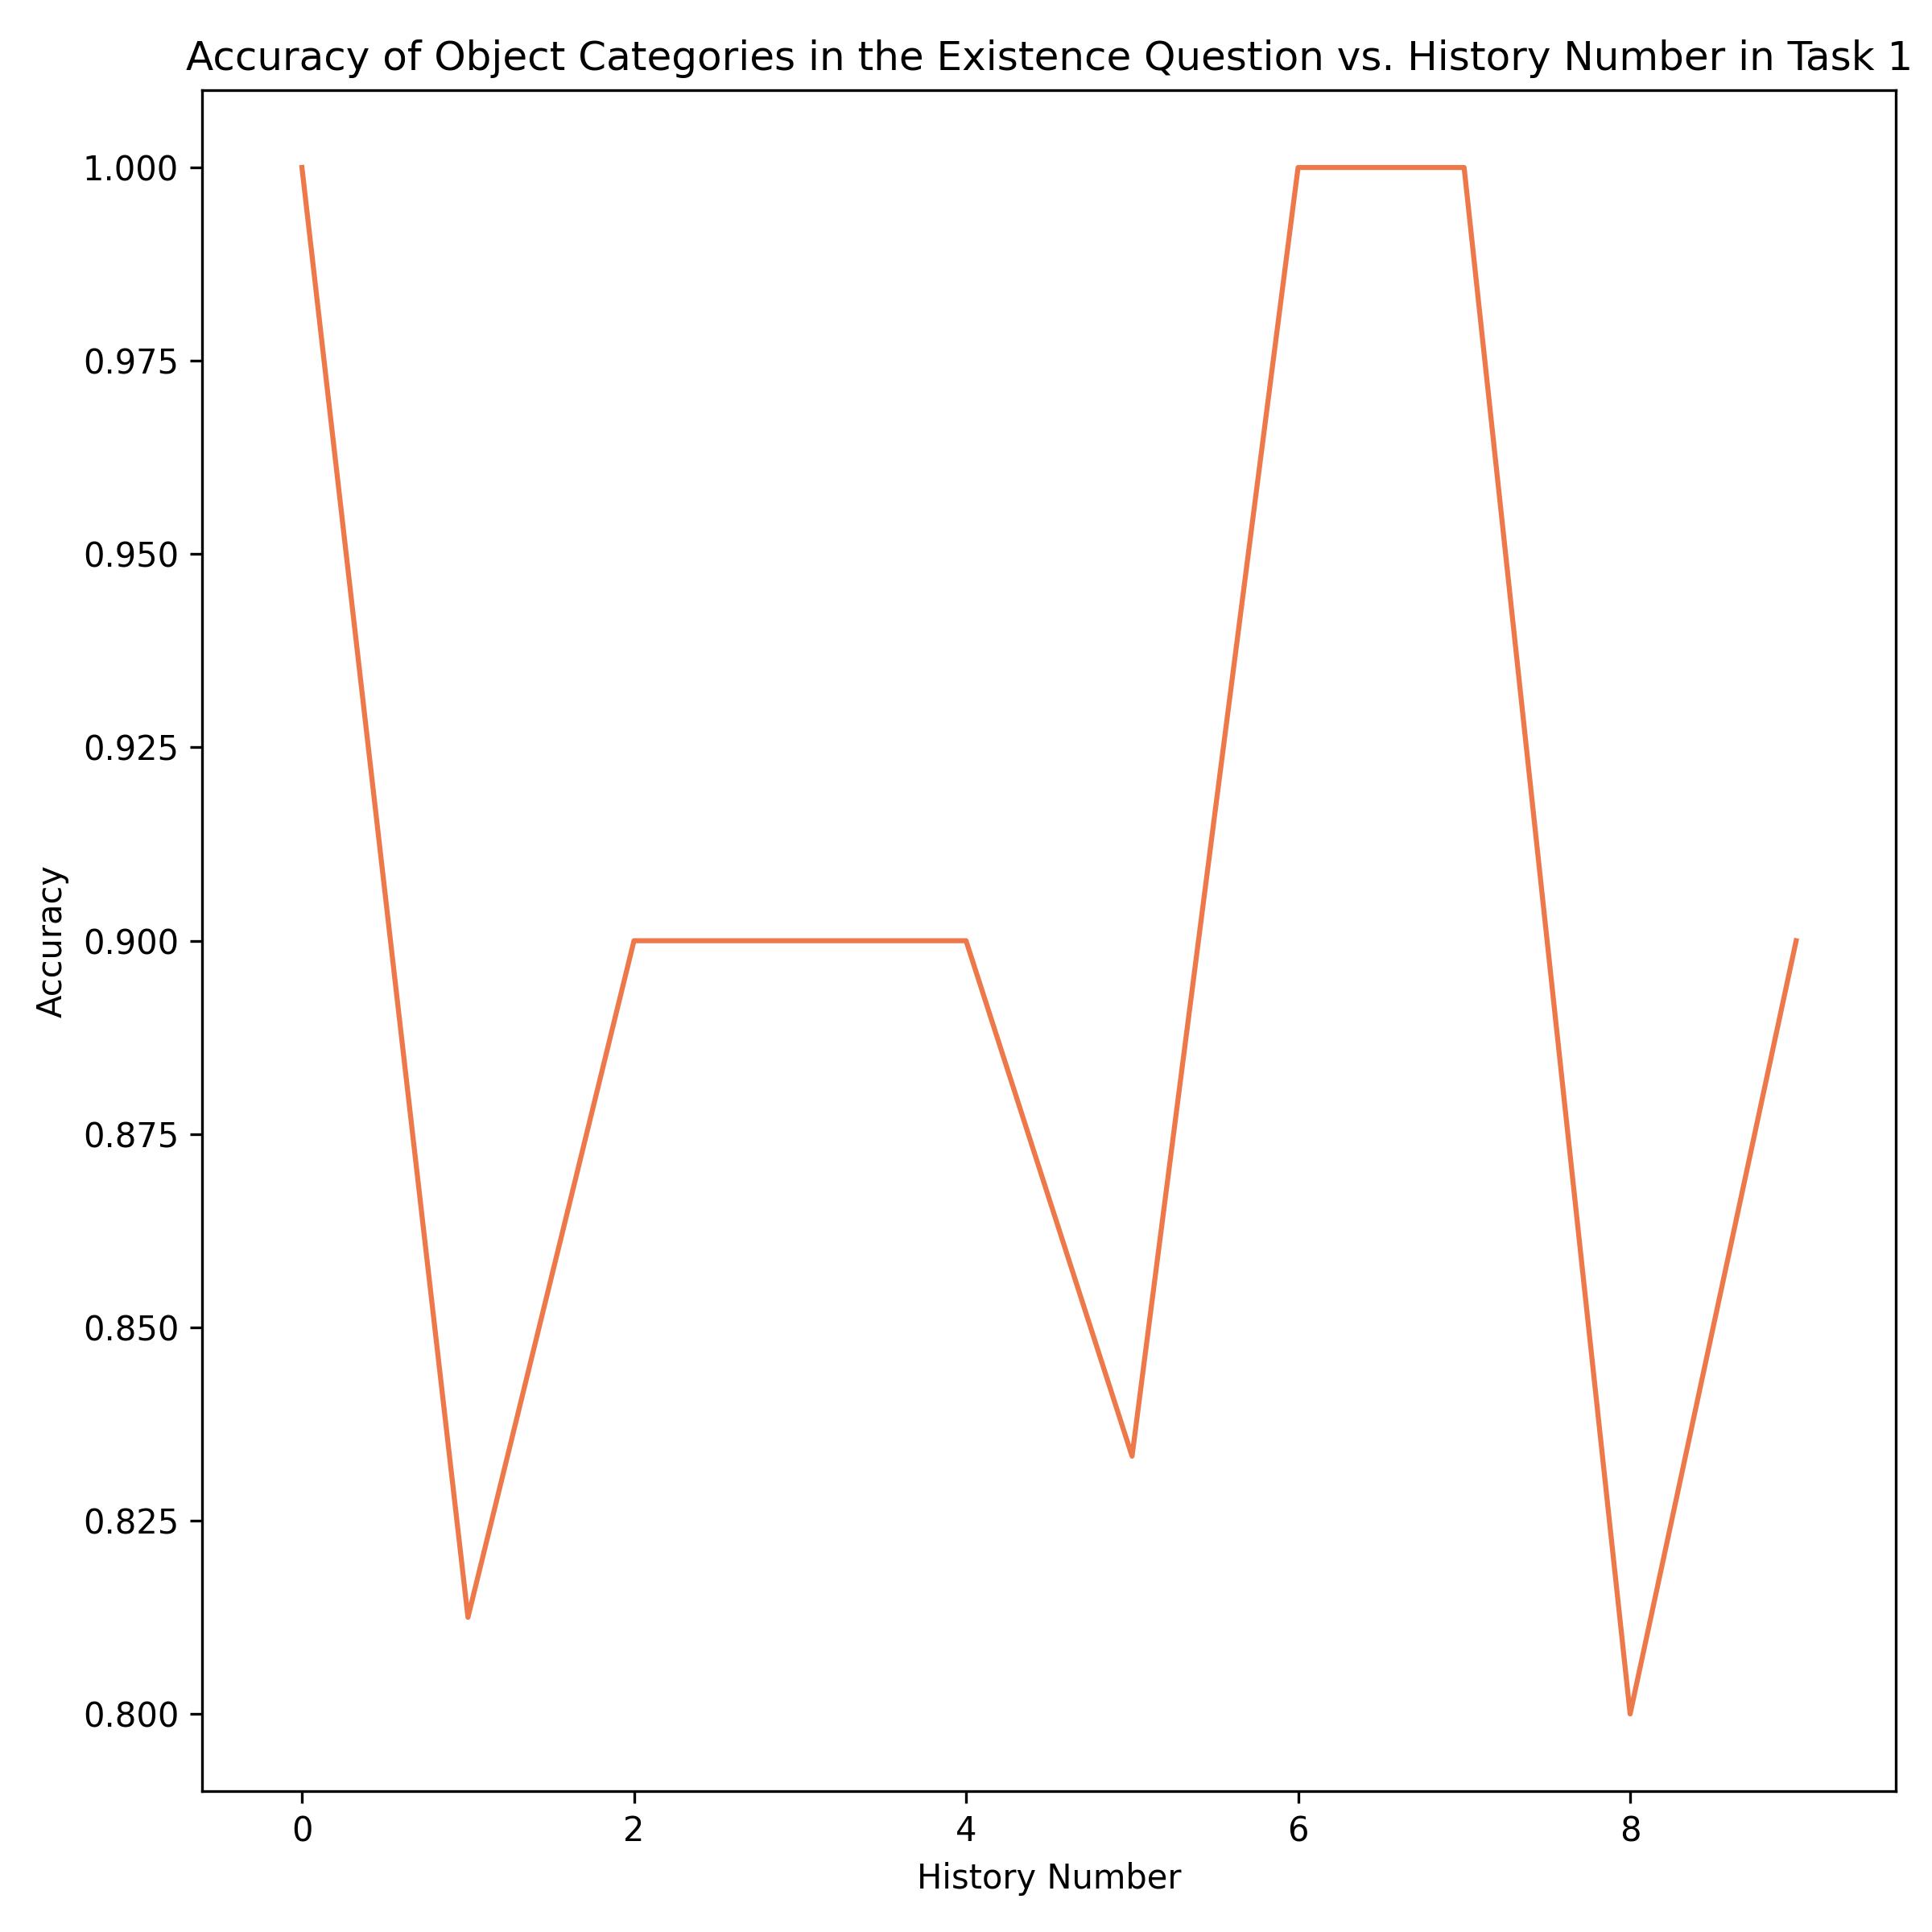 Accuracy of Object Categories in the Existence Question vs. History Number in Task 1
1.000
0.975
0.950
0.925
0.900
0.875
0.850
0.825
0.800
Accuracy
0 2 4 6 8
History Number